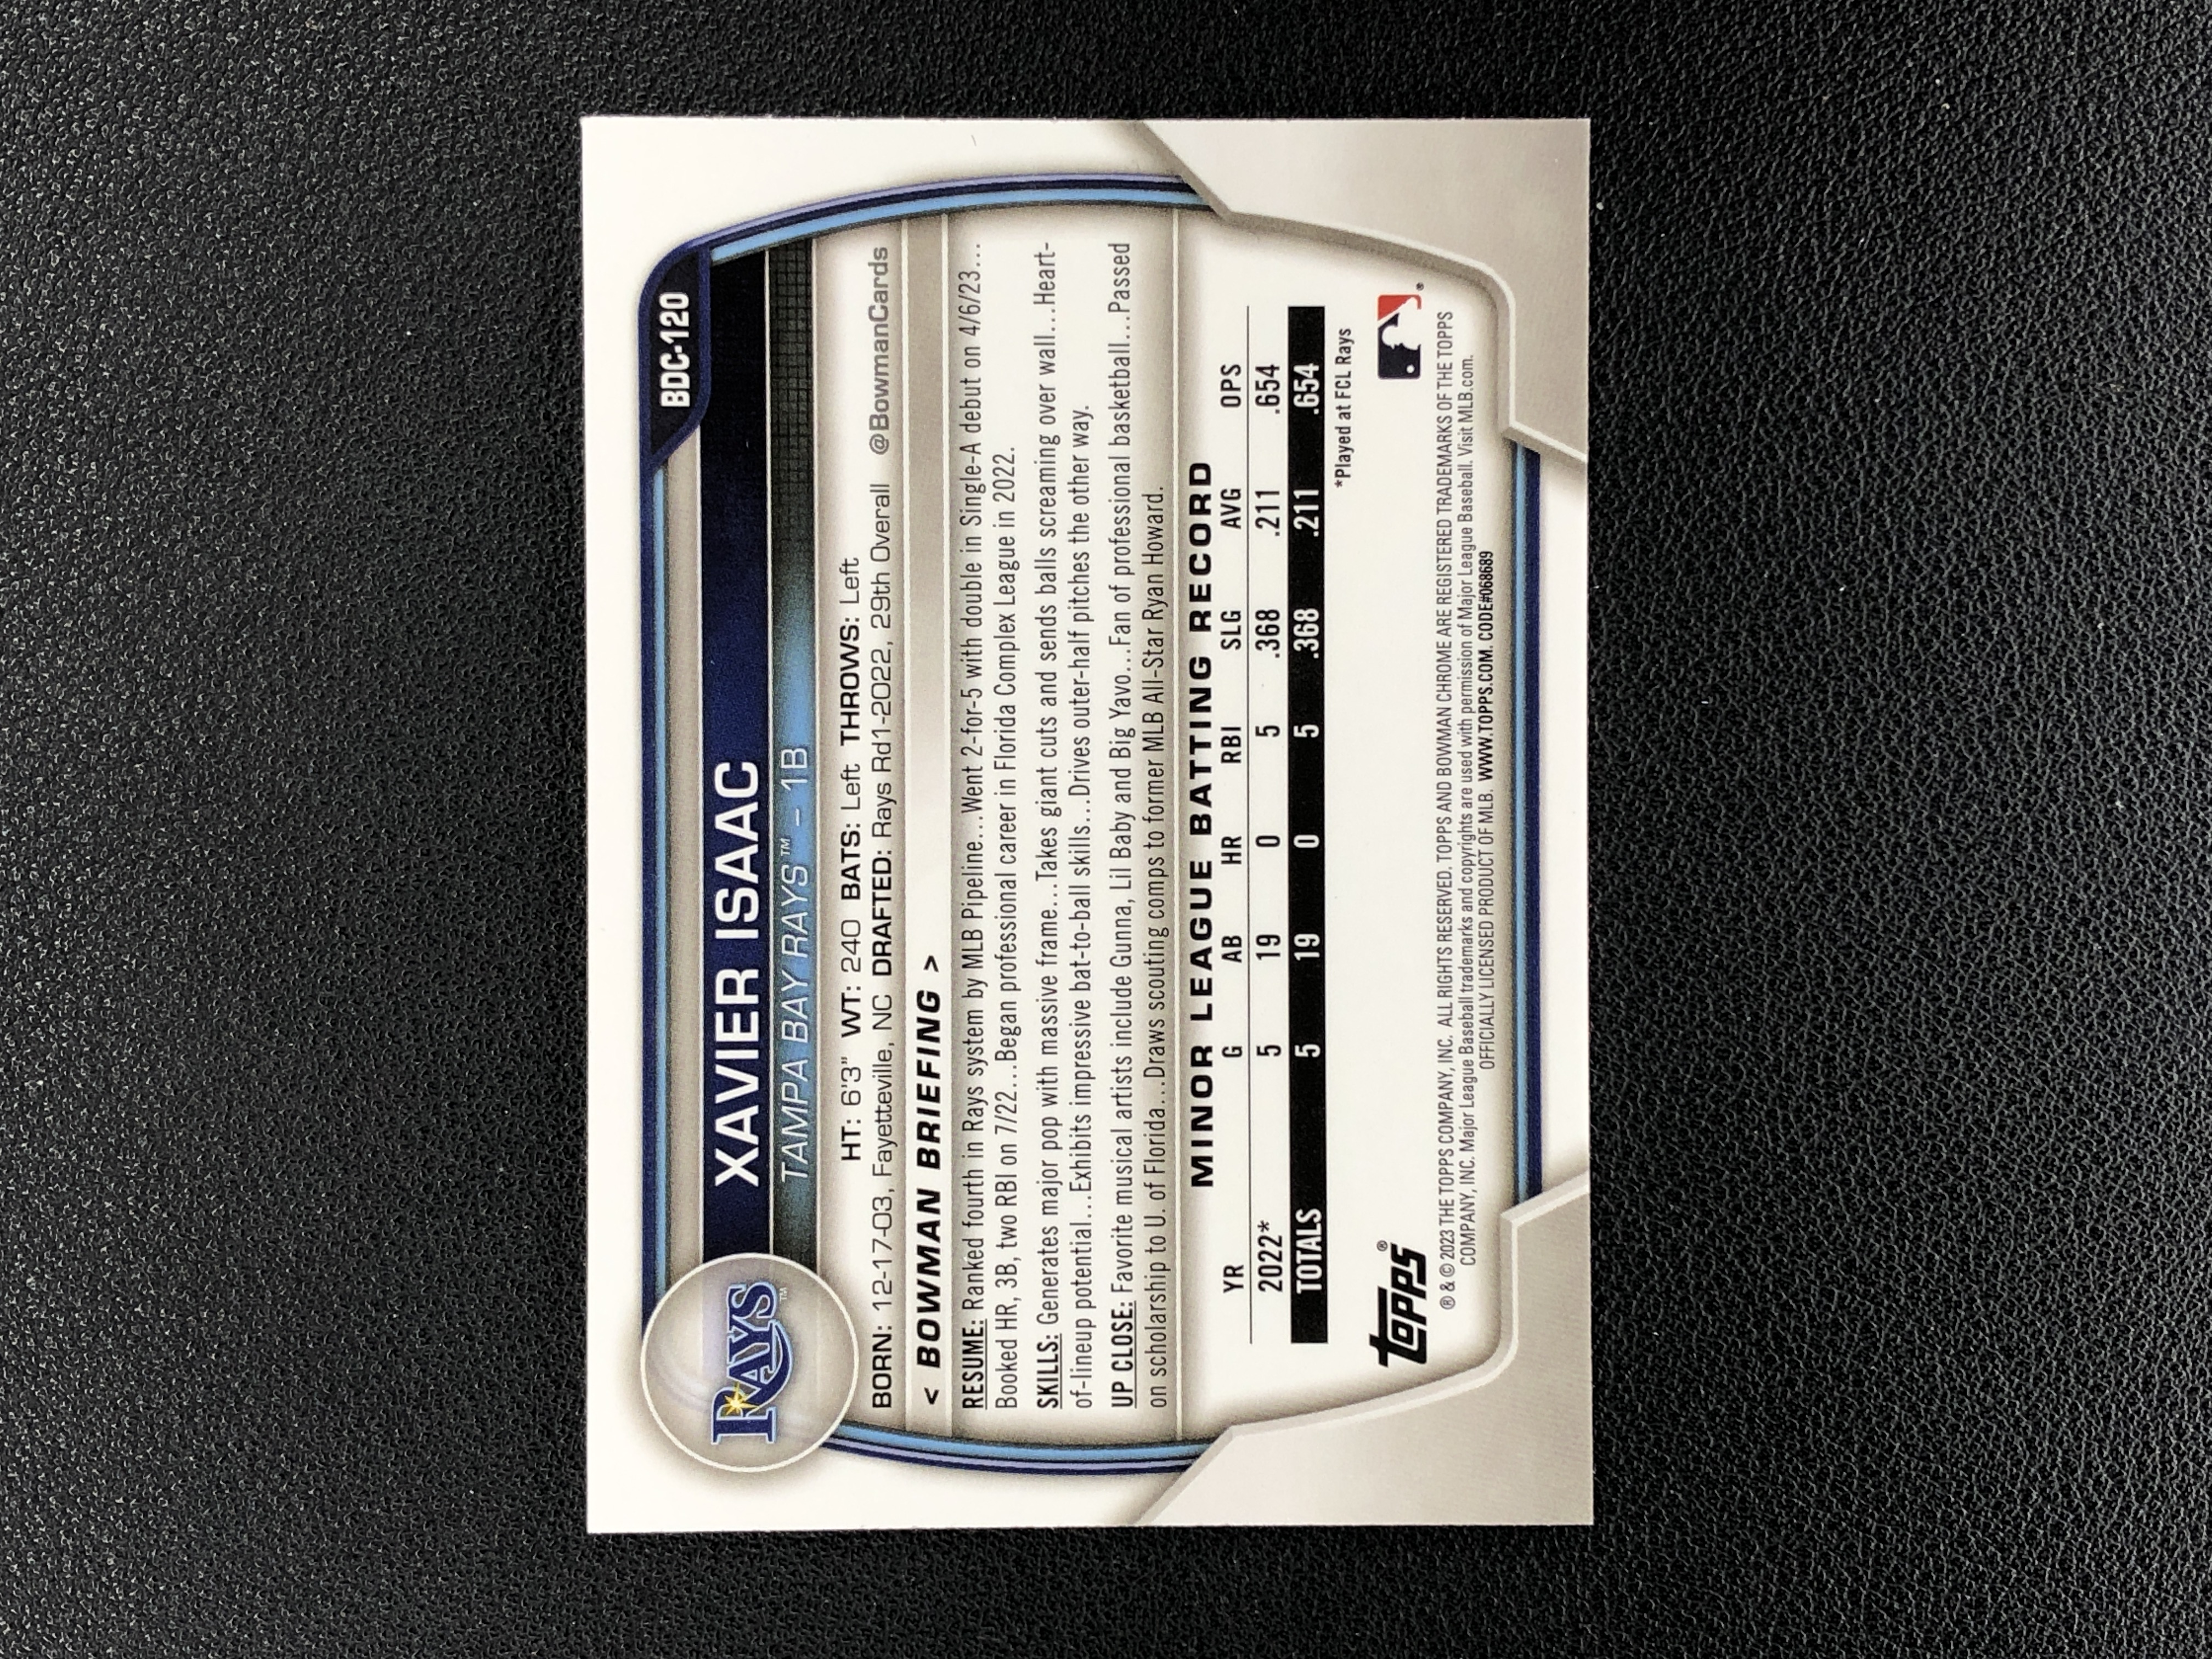 BDC-120
RAYS™
XAVIER ISAAC
TAMPA BAY RAYS™ – 1B
HT: 6'3" WT: 240 BATS: Left THROWS: Left
BORN: 12-17-03, Fayetteville, NC DRAFTED: Rays Rd1-2022, 29th Overall @BowmanCards
< BOWMAN BRIEFING >
RESUME: Ranked fourth in Rays system by MLB Pipeline...Went 2-for-5 with double in Single-A debut on 4/6/23...
Booked HR, 3B, two RBI on 7/22...Began professional career in Florida Complex League in 2022.
SKILLS: Generates major pop with massive frame...Takes giant cuts and sends balls screaming over wall...Heart-
of-lineup potential...Exhibits impressive bat-to-ball skills...Drives outer-half pitches the other way.
UP CLOSE: Favorite musical artists include Gunna, Lil Baby and Big Yavo...Fan of professional basketball...Passed
on scholarship to U. of Florida...Draws scouting comps to former MLB All-Star Ryan Howard.
MINOR LEAGUE BATTING RECORD
YR G AB HR RBI SLG AVG OPS
2022* 5 19 0 5 .368 .211 .654
TOTALS 5 19 0 5 .368 .211 .654
*Played at FCL Rays
Topps®
® & © 2023 THE TOPPS COMPANY, INC. ALL RIGHTS RESERVED. TOPPS AND BOWMAN CHROME ARE REGISTERED TRADEMARKS OF THE TOPPS
COMPANY, INC. Major League Baseball trademarks and copyrights are used with permission of Major League Baseball. Visit MLB.com.
OFFICIALLY LICENSED PRODUCT OF MLB. WWW.TOPPS.COM. CODE#068689